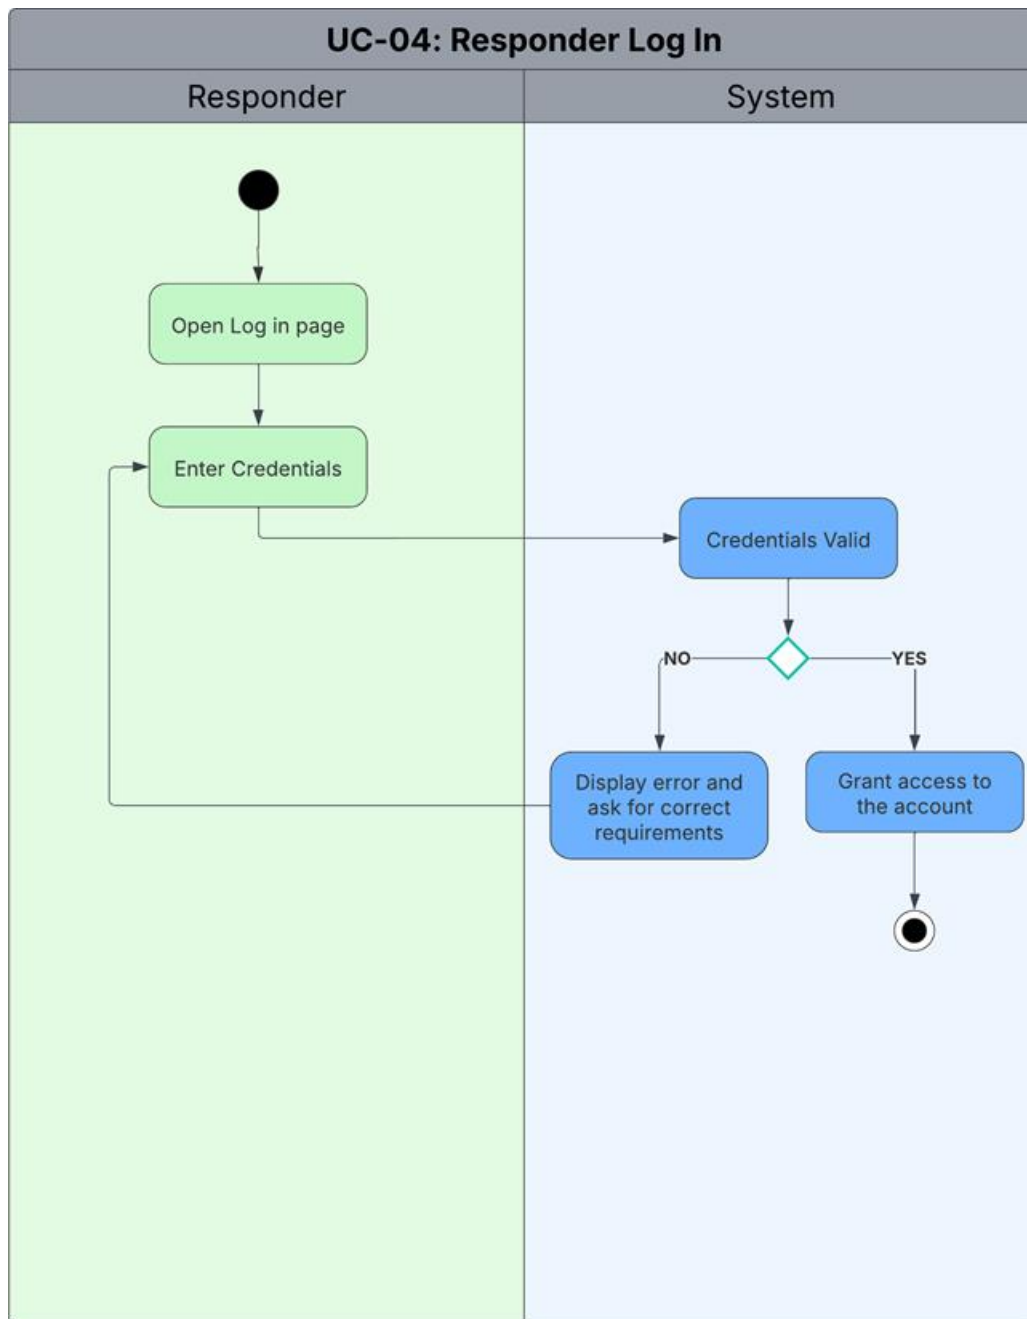 UC-04: Responder Log In
Responder
System
Open Log in page
Enter Credentials
Credentials Valid
NO
YES
Display error and
ask for correct
requirements
Grant access to
the account